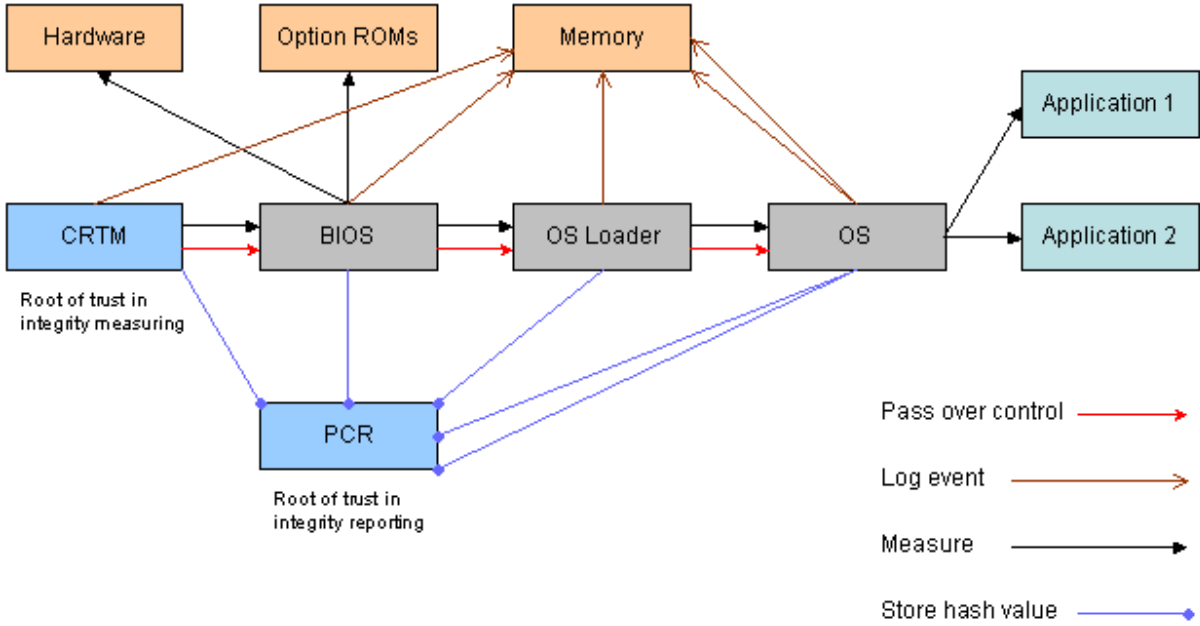 Hardware
Option ROMs
Memory
Application 1
CRTM
BIOS
OS Loader
OS
Application 2
Root of trust in
integrity measuring
PCR
Root of trust in
integrity reporting
Pass over control
Log event
Measure
Store hash value